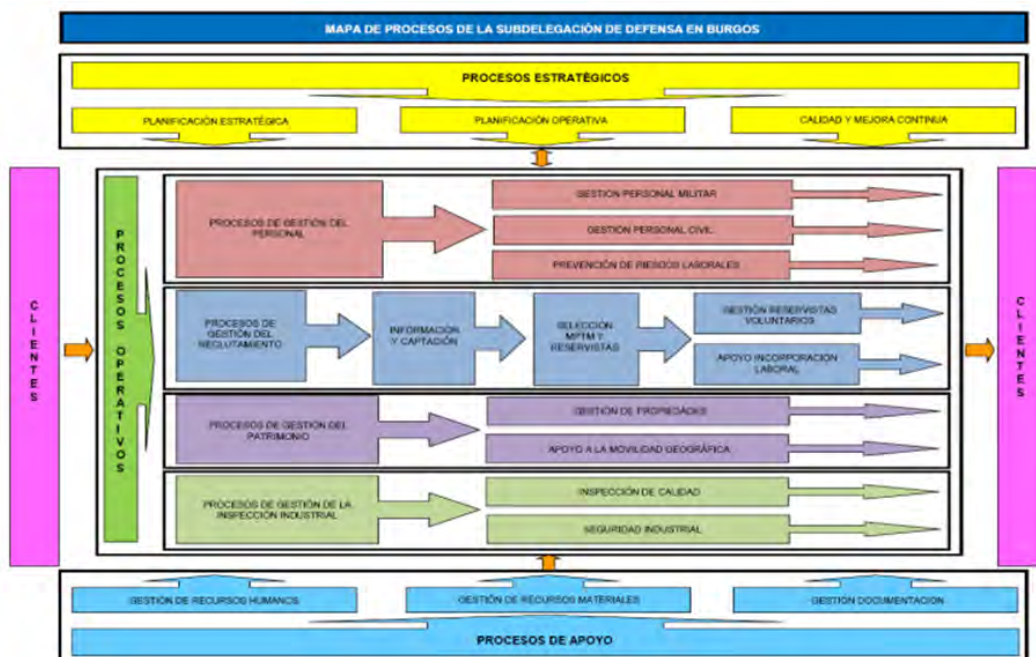 MAPA DE PROCESOS DE LA SUBDELEGACIÓN DE DEFENSA EN BURGOS
PROCESOS ESTRATÉGICOS
PLANIFICACIÓN ESTRATÉGICA
PLANIFICACIÓN OPERATIVA
CALIDAD Y MEJORA CONTINUA
CLIENTES
PROCESOS OPERATIVOS
PROCESOS DE GESTIÓN DEL
PERSONAL
GESTIÓN PERSONAL MILITAR
GESTIÓN PERSONAL CIVIL
PREVENCIÓN DE RIESGOS LABORALES
PROCESOS DE
GESTIÓN DEL
RECLUTAMIENTO
INFORMACIÓN
Y CAPTACIÓN
SELECCIÓN
MPTM Y
RESERVISTAS
GESTIÓN RESERVISTAS
VOLUNTARIOS
APOYO INCORPORACIÓN
LABORAL
PROCESOS DE GESTIÓN DEL
PATRIMONIO
GESTIÓN DE PROPIEDADES
APOYO A LA MOVILIDAD GEOGRÁFICA
PROCESOS DE GESTIÓN DE LA
INSPECCIÓN INDUSTRIAL
INSPECCIÓN DE CALIDAD
SEGURIDAD INDUSTRIAL
CLIENTES
GESTIÓN DE RECURSOS HUMANOS
GESTIÓN DE RECURSOS MATERIALES
GESTIÓN DOCUMENTACIÓN
PROCESOS DE APOYO